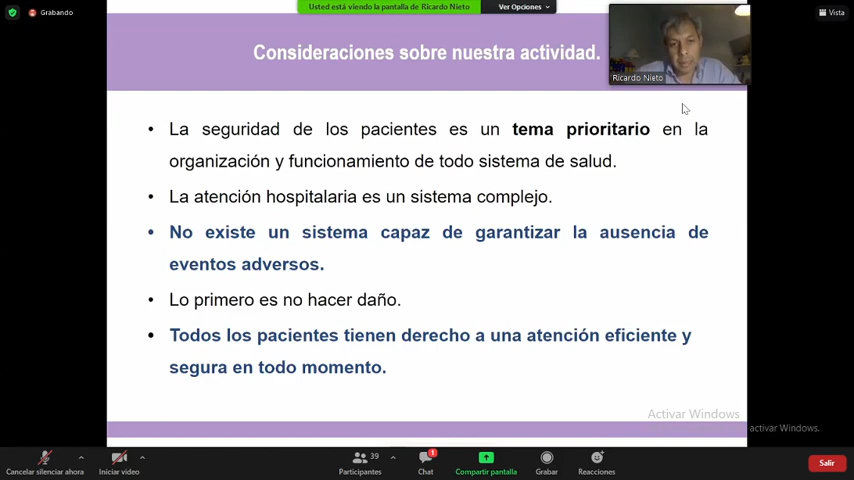 Grabando
Usted está viendo la pantalla de Ricardo Nieto
Ver Opciones
Vista
Consideraciones sobre nuestra actividad.
Ricardo Nieto
• La seguridad de los pacientes es un tema prioritario en la
organización y funcionamiento de todo sistema de salud.
• La atención hospitalaria es un sistema complejo.
• No existe un sistema capaz de garantizar la ausencia de
eventos adversos.
• Lo primero es no hacer daño.
• Todos los pacientes tienen derecho a una atención eficiente y
segura en todo momento.
Activar Windows
activar Windows.
Cancelar silenciar ahora
Iniciar video
39
Participantes
1
Chat
Compartir pantalla
Grabar
Reacciones
Salir